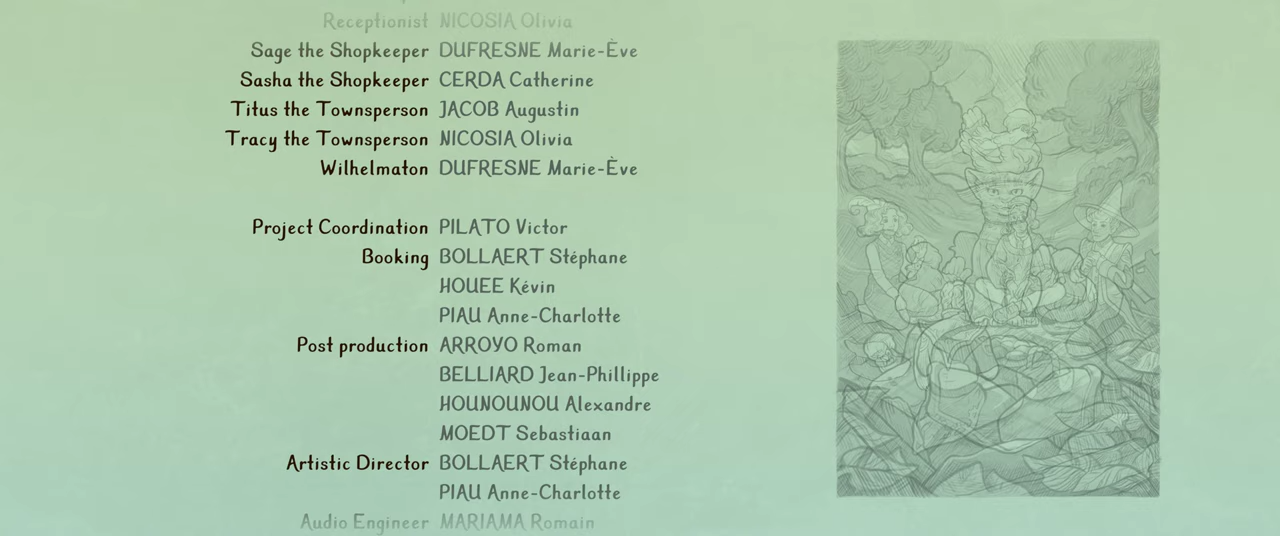 Receptionist NICOSIA Olivia
Sage the Shopkeeper DUFRESNE Marie-Ève
Sasha the Shopkeeper CERDA Catherine
Titus the Townsperson JACOB Augustin
Tracy the Townsperson NICOSIA Olivia
Wilhelmaton DUFRESNE Marie-Ève
Project Coordination PILATO Victor
Booking BOLLAERT Stéphane
HOUEE Kévin
PIAU Anne-Charlotte
Post production ARROYO Roman
BELLIARD Jean-Phillippe
HOUNOUNOU Alexandre
MOEDT Sebastiaan
Artistic Director BOLLAERT Stéphane
PIAU Anne-Charlotte
Audio Engineer MARIAMA Romain